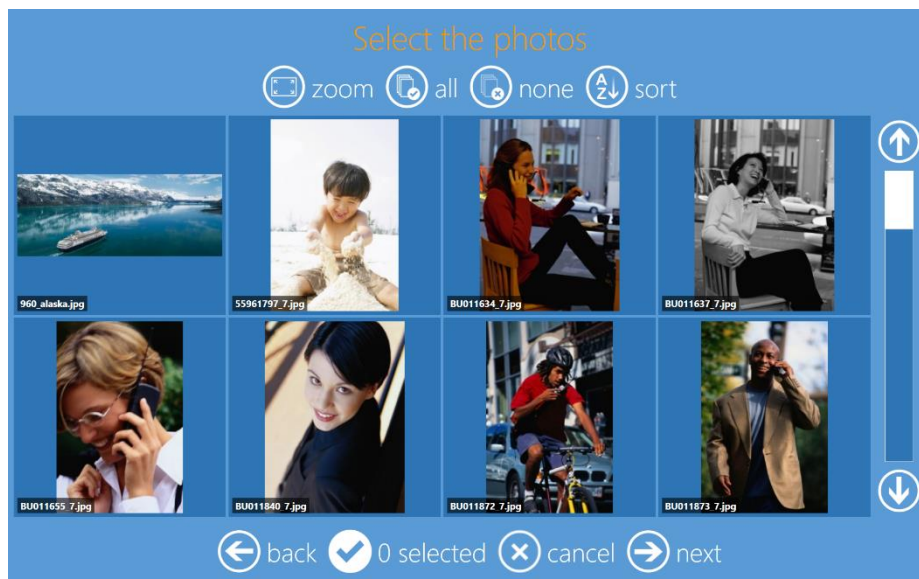 Select the photos
zoom all none A Z sort
960_alaska.jpg 55961797_7.jpg BU011634_7.jpg BU011637_7.jpg
BU011655_7.jpg BU011840_7.jpg BU011872_7.jpg BU011873_7.jpg
back 0 selected cancel next